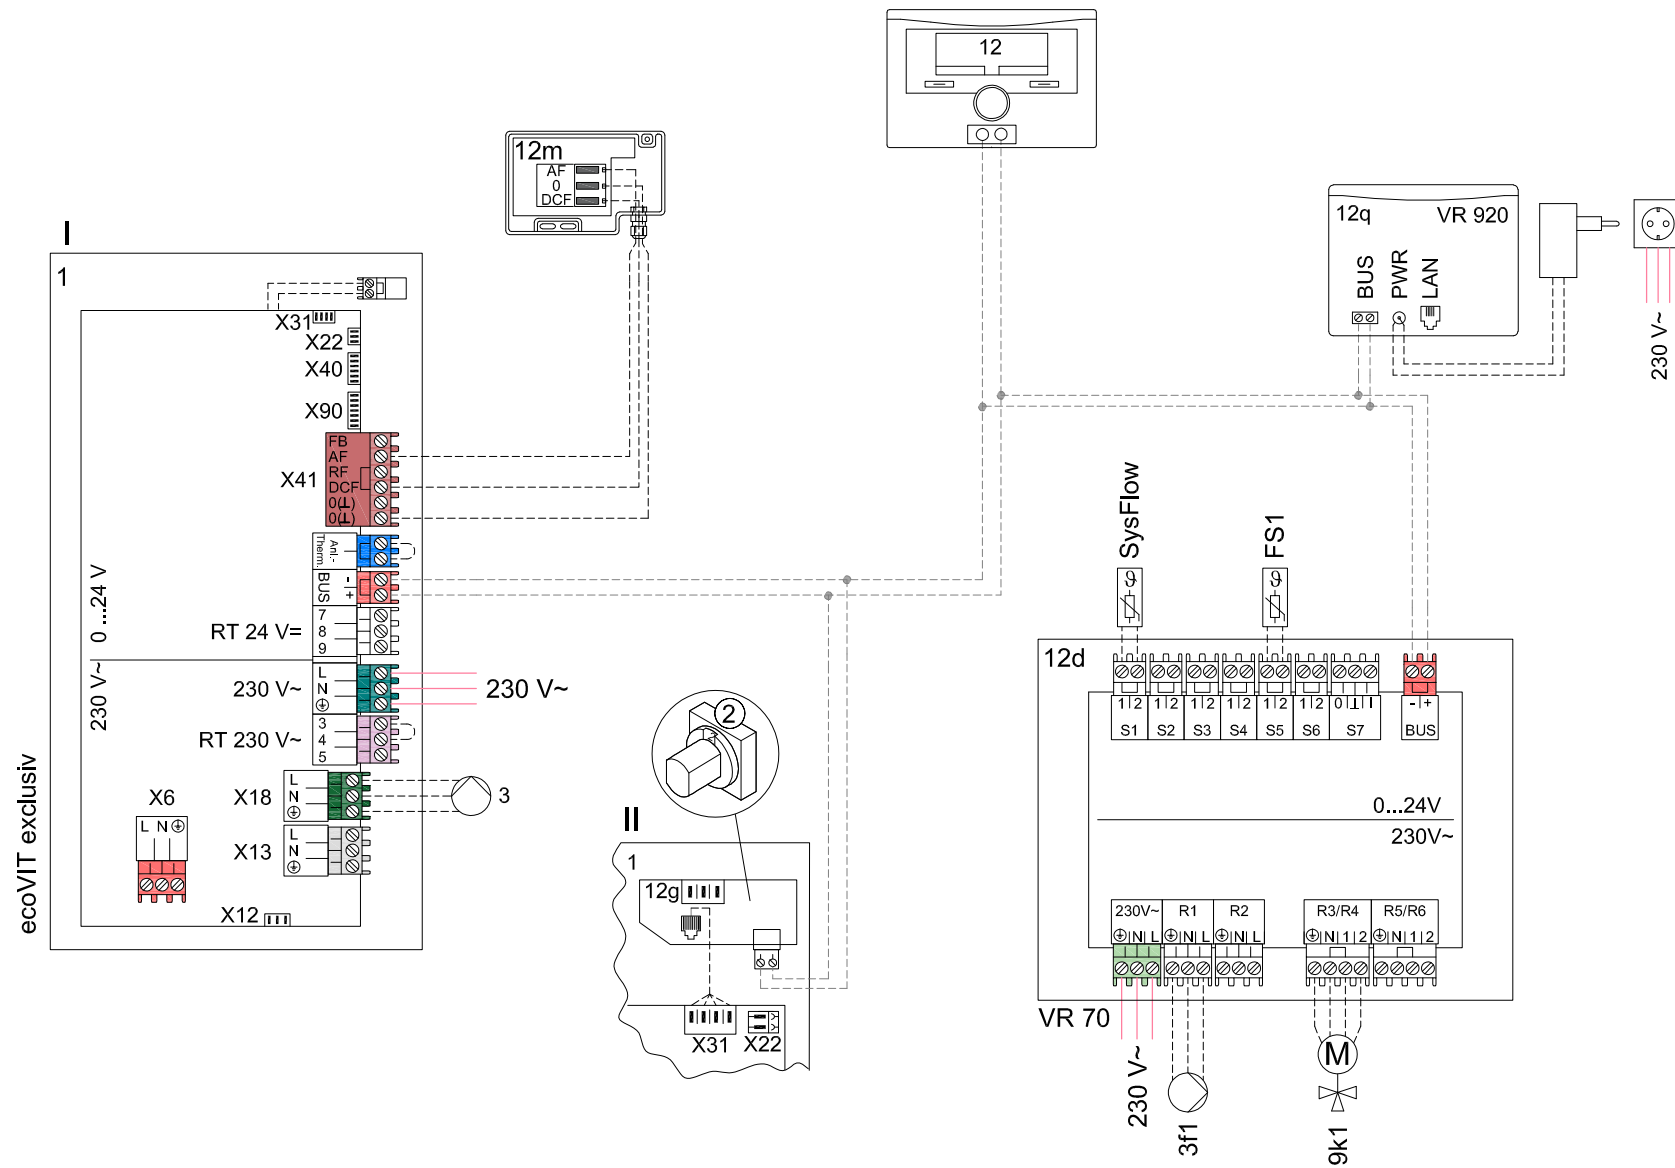 12
12m
AF
0
DCF
12q VR 920
BUS
PWR
LAN
230 V~
I
1
X31
X22
X40
X90
X41
FB
AF
RF
DCF
0(⊥)
0(⊥)
Anl.-
Therm.
BUS
-
+
0...24 V
230 V~
RT 24 V=
7
8
9
230 V~
L
N
230 V~
RT 230 V~
3
4
5
X18
L
N
3
X13
L
N
X6
L N
X12
ecoVIT exclusiv
2
II
1
12g
X31
X22
SysFlow
FS1
12d
1|2
1|2
1|2
1|2
1|2
1|2
0|⊥|I
-|+
S1
S2
S3
S4
S5
S6
S7
BUS
0...24V
230V~
230V~
R1
R2
R3/R4
R5/R6
|N|L
|N|L
|N|L
|N|1|2
|N|1|2
VR 70
230 V~
3f1
M
9k1